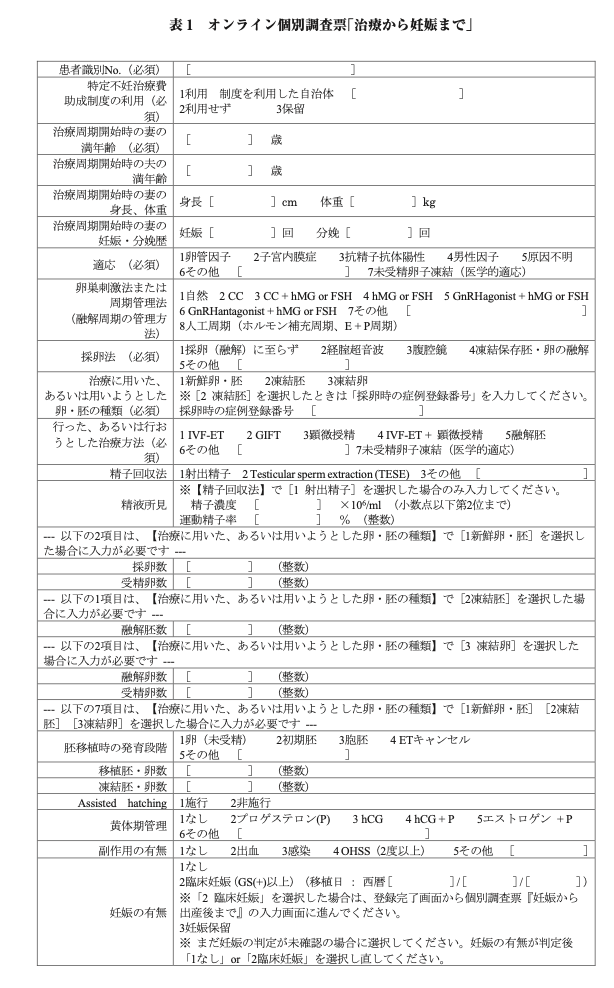 表1　オンライン個別調査票「治療から妊娠まで」
患者識別No.（必須）　［　　　］
特定不妊治療費
助成制度の利用（必
須）
1利用　制度を利用した自治体　［　　　］
2利用せず　　3保留
治療周期開始時の妻の
満年齢　（必須）
［　　　］　歳
治療周期開始時の夫の
満年齢
［　　　］　歳
治療周期開始時の妻の
身長、体重
身長［　　　］cm　　体重［　　　］kg
治療周期開始時の妻の
妊娠・分娩歴
妊娠［　　　］回　　分娩［　　　］回
適応　（必須）
1卵管因子　　2子宮内膜症　　3抗精子抗体陽性　　4男性因子　　5原因不明
6その他　［　　　］　7未受精卵子凍結（医学的適応）
卵巣刺激法または
周期管理法
（融解周期の管理方
法）
1自然　2 CC　3 CC + hMG or FSH　4 hMG or FSH　5 GnRHagonist + hMG or FSH
6 GnRHantagonist + hMG or FSH　7その他　［　　　］
8人工周期（ホルモン補充周期、E + P周期）
採卵法　（必須）
1採卵（融解）に至らず　　2経腟超音波　　3腹腔鏡　　4凍結保存胚・卵の融解
5その他　［　　　］
治療に用いた、
あるいは用いようとした
卵・胚の種類（必須）
1新鮮卵・胚　　2凍結胚　　3凍結卵
※［2 凍結胚］を選択したときは「採卵時の症例登録番号」を入力してください。
採卵時の症例登録番号　［　　　］
行った、あるいは行お
うとした治療方法（必
須）
1 IVF-ET　　2 GIFT　　3顕微授精　　4 IVF-ET + 顕微授精　　5融解胚
6その他　［　　　］7未受精卵子凍結（医学的適応）
精子回収法　1射出精子　2 Testicular sperm extraction (TESE)　3その他　［　　　］
精液所見
※【精子回収法】で［1 射出精子］を選択した場合のみ入力してください。
精子濃度　［　　　］　×10⁶/ml　（小数点以下第2位まで）
運動精子率　［　　　］　％　（整数）
--- 以下の2項目は、【治療に用いた、あるいは用いようとした卵・胚の種類】で［1新鮮卵・胚］を選択し
た場合に入力が必要です ---
採卵数　［　　　］　（整数）
受精卵数　［　　　］　（整数）
--- 以下の1項目は、【治療に用いた、あるいは用いようとした卵・胚の種類】で［2凍結胚］を選択した場
合に入力が必要です ---
融解胚数　［　　　］　（整数）
--- 以下の2項目は、【治療に用いた、あるいは用いようとした卵・胚の種類】で［3 凍結卵］を選択した
場合に入力が必要です ---
融解卵数　［　　　］　（整数）
受精卵数　［　　　］　（整数）
--- 以下の7項目は、【治療に用いた、あるいは用いようとした卵・胚の種類】で［1新鮮卵・胚］［2凍結
胚］［3凍結卵］を選択した場合に入力が必要です ---
胚移植時の発育段階
1卵（未受精）　　2初期胚　　3胞胚　　4 ETキャンセル
5その他　［　　　］
移植胚・卵数　［　　　］　（整数）
凍結胚・卵数　［　　　］　（整数）
Assisted　hatching　1施行　　2非施行
黄体期管理
1なし　　2プロゲステロン(P)　　3 hCG　　4 hCG + P　　5エストロゲン +P
6その他　［　　　］
副作用の有無　1なし　　2出血　　3感染　　4 OHSS（2度以上）　　5その他　［　　　］
妊娠の有無
1なし
2臨床妊娠（GS(+)以上）（移植日 ： 西暦［　　　］/［　　　］/［　　　］）
※「2 臨床妊娠」を選択した場合は、登録完了画面から個別調査票『妊娠から
出産後まで』の入力画面に進んでください。
3妊娠保留
※ まだ妊娠の判定が未確認の場合に選択してください。妊娠の有無が判定後
「1なし」or「2臨床妊娠」を選択し直してください。